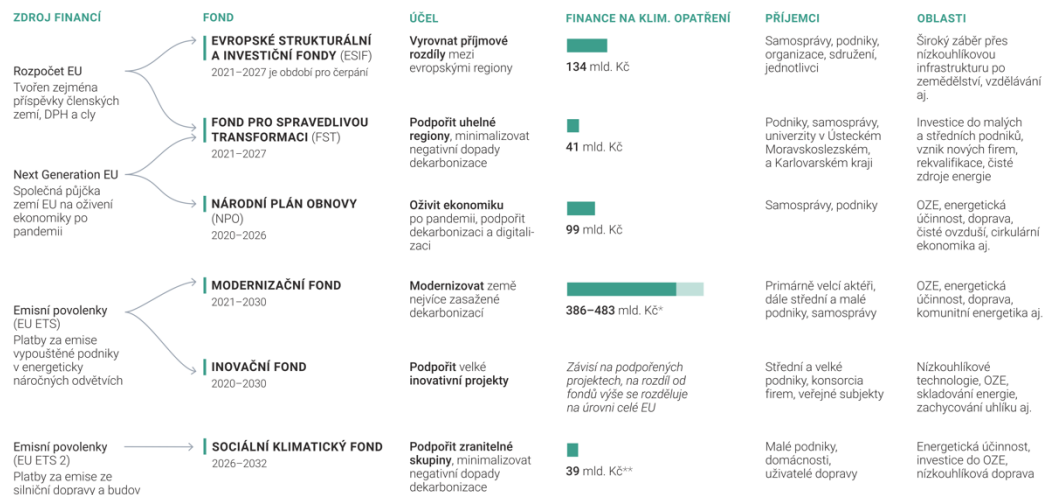 ZDROJ FINANCÍ
FOND
ÚČEL
FINANCE NA KLIM. OPATŘENÍ
PŘÍJEMCI
OBLASTI
Rozpočet EU
Tvořen zejména
příspěvky členských
zemí, DPH a cly
Next Generation EU
Společná půjčka
zemí EU na oživení
ekonomiky po
pandemii
Emisní povolenky
(EU ETS)
Platby za emise
vypouštěné podniky
v energeticky
náročných odvětvích
Emisní povolenky
(EU ETS 2)
Platby za emise ze
silniční dopravy a budov
EVROPSKÉ STRUKTURÁLNÍ
A INVESTIČNÍ FONDY (ESIF)
2021–2027 je období pro čerpání
Vyrovnat příjmové
rozdíly mezi
evropskými regiony
134 mld. Kč
Samosprávy, podniky,
organizace, sdružení,
jednotlivci
Široký záběr přes
nízkouhlíkovou
infrastrukturu po
zemědělství, vzdělávání
aj.
FOND PRO SPRAVEDLIVOU
TRANSFORMACI (FST)
2021–2027
Podpořit uhelné
regiony, minimalizovat
negativní dopady
dekarbonizace
41 mld. Kč
Podniky, samosprávy,
univerzity v Ústeckém
Moravskoslezském,
a Karlovarském kraji
Investice do malých
a středních podniků,
vznik nových firem,
rekvalifikace, čisté
zdroje energie
NÁRODNÍ PLÁN OBNOVY
(NPO)
2020–2026
Oživit ekonomiku
po pandemii, podpořit
dekarbonizaci a digitali-
zaci
99 mld. Kč
Samosprávy, podniky
OZE, energetická
účinnost, doprava,
čisté ovzduší, cirkulární
ekonomika aj.
MODERNIZAČNÍ FOND
2021–2030
Modernizovat země
nejvíce zasažené
dekarbonizací
386–483 mld. Kč*
Primárně velcí aktéři,
dále střední a malé
podniky, samosprávy
OZE, energetická
účinnost, doprava,
komunitní energetika aj.
INOVAČNÍ FOND
2020–2030
Podpořit velké
inovativní projekty
Závisí na podpořených
projektech, na rozdíl od
fondů výše se rozděluje
na úrovni celé EU
Střední a velké
podniky, konsorcia
firem, veřejné subjekty
Nízkouhlíkové
technologie, OZE,
skladování energie,
zachycování uhlíku aj.
SOCIÁLNÍ KLIMATICKÝ FOND
2026–2032
Podpořit zranitelné
skupiny, minimalizovat
negativní dopady
dekarbonizace
39 mld. Kč**
Malé podniky,
domácnosti,
uživatelé dopravy
Energetická účinnost,
investice do OZE,
nízkouhlíková doprava